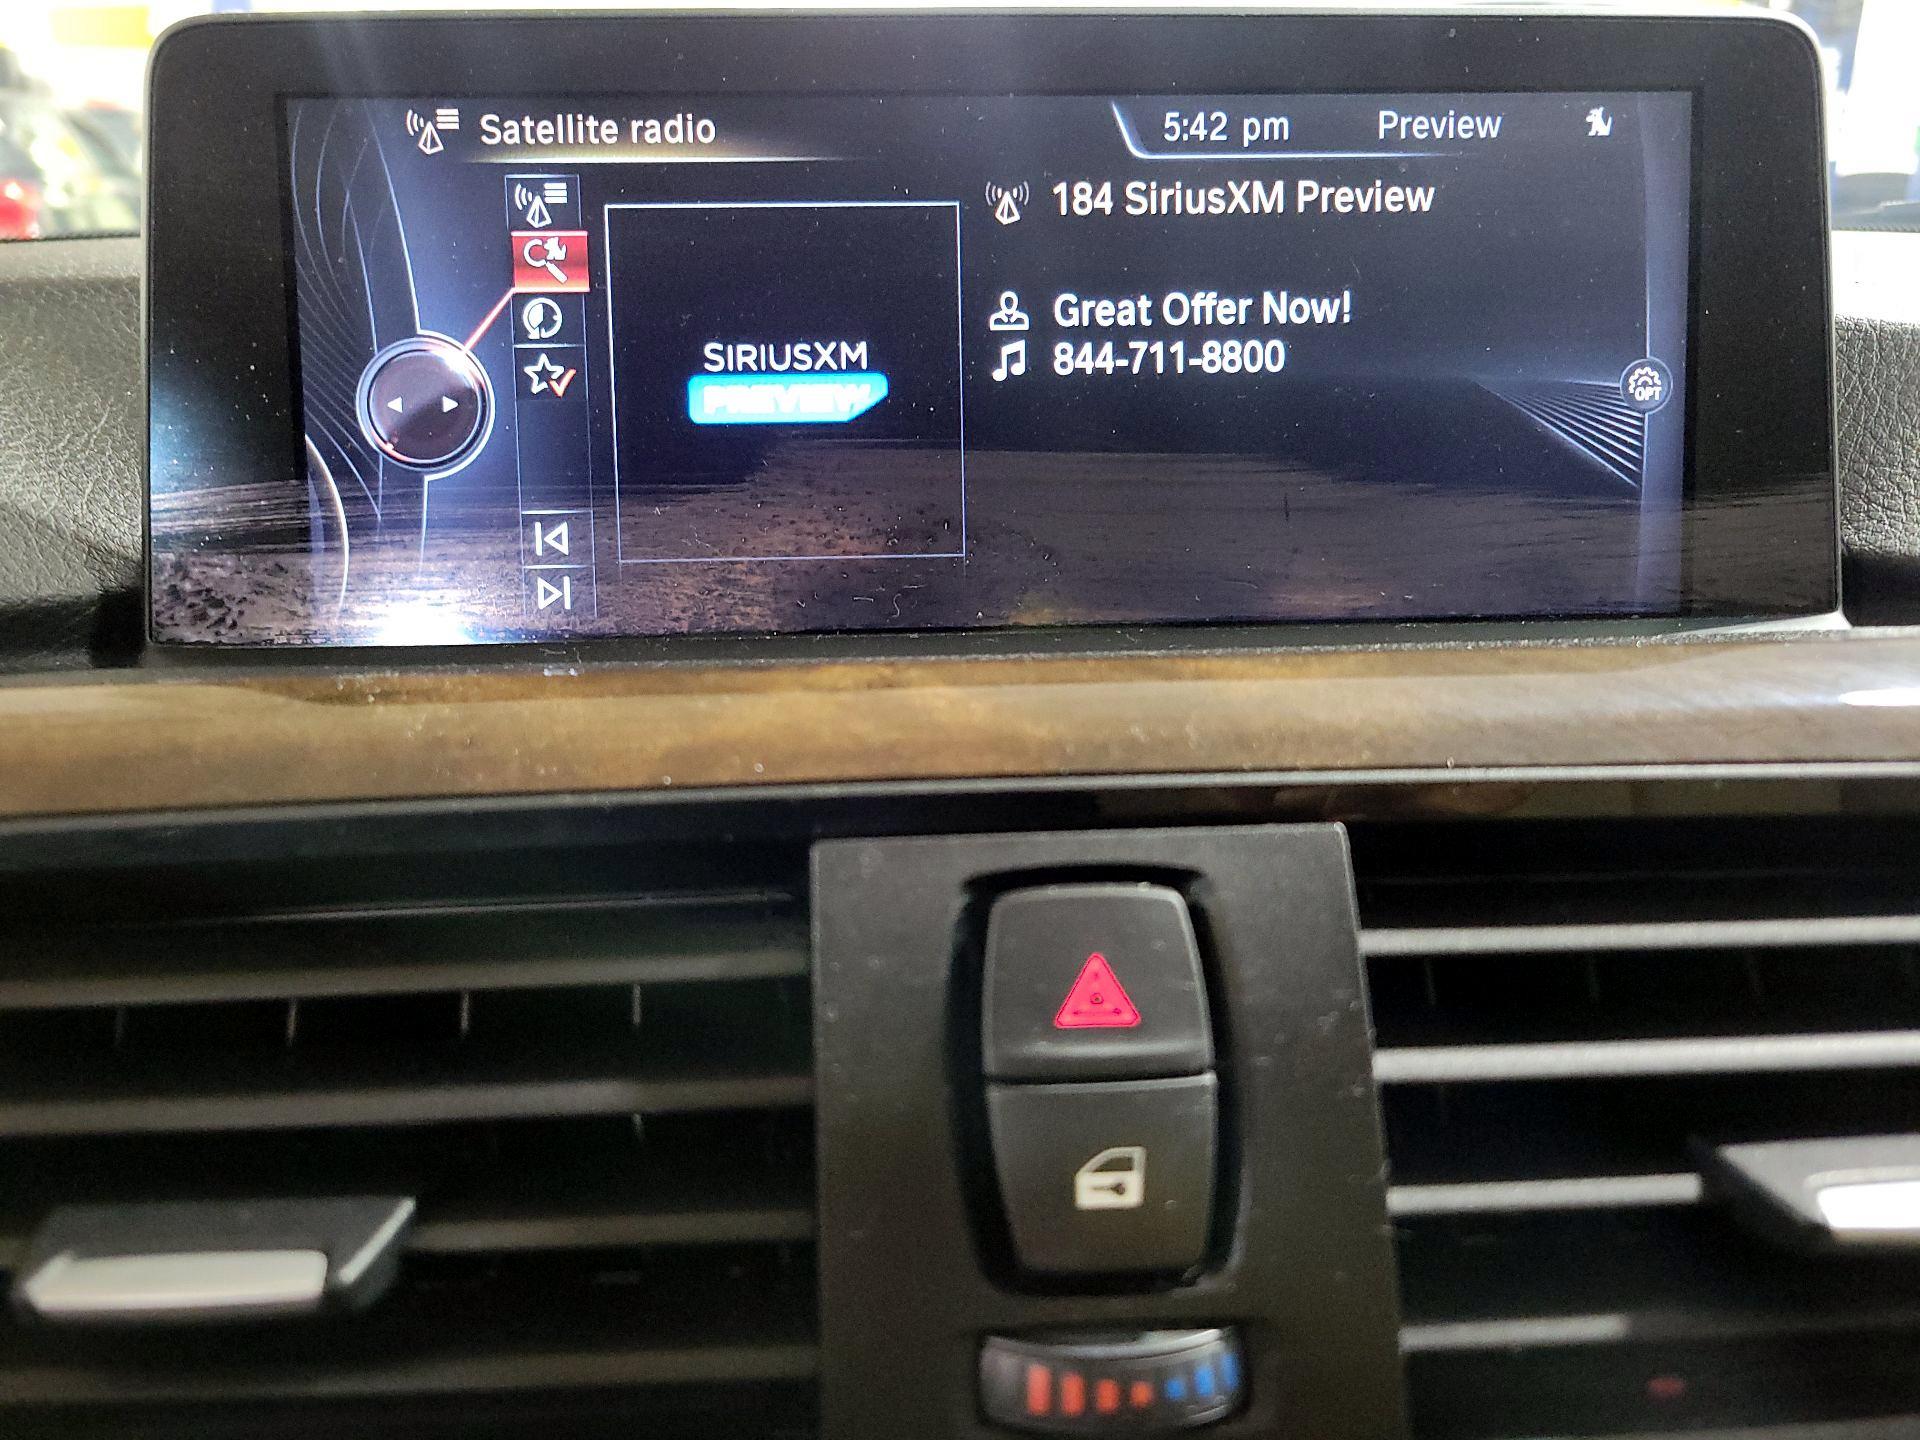 Satellite radio
5:42 pm
Preview
184 SiriusXM Preview
Great Offer Now!
844-711-8800
SIRIUSXM
PREVIEW
OPT